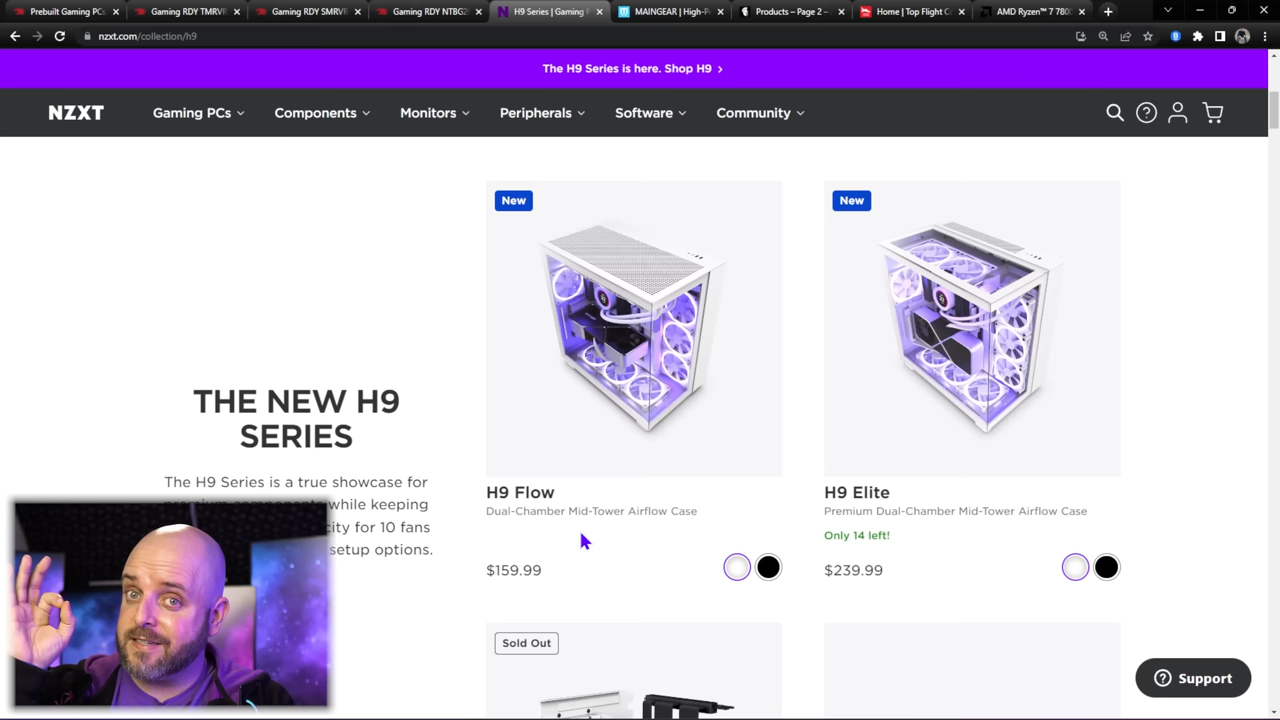 Prebuilt Gaming PCs
Gaming RDY TMRVF
Gaming RDY SMRVF
Gaming RDY NTBG2
H9 Series | Gaming
MAINGEAR | High-P
Products – Page 2 –
Home | Top Flight C
AMD Ryzen™ 7 780
nzxt.com/collection/h9
The H9 Series is here. Shop H9 >
NZXT
Gaming PCs
Components
Monitors
Peripherals
Software
Community
New
New
THE NEW H9
SERIES
The H9 Series is a true showcase for
while keeping
city for 10 fans
setup options.
H9 Flow
Dual-Chamber Mid-Tower Airflow Case
$159.99
H9 Elite
Premium Dual-Chamber Mid-Tower Airflow Case
Only 14 left!
$239.99
Sold Out
Support